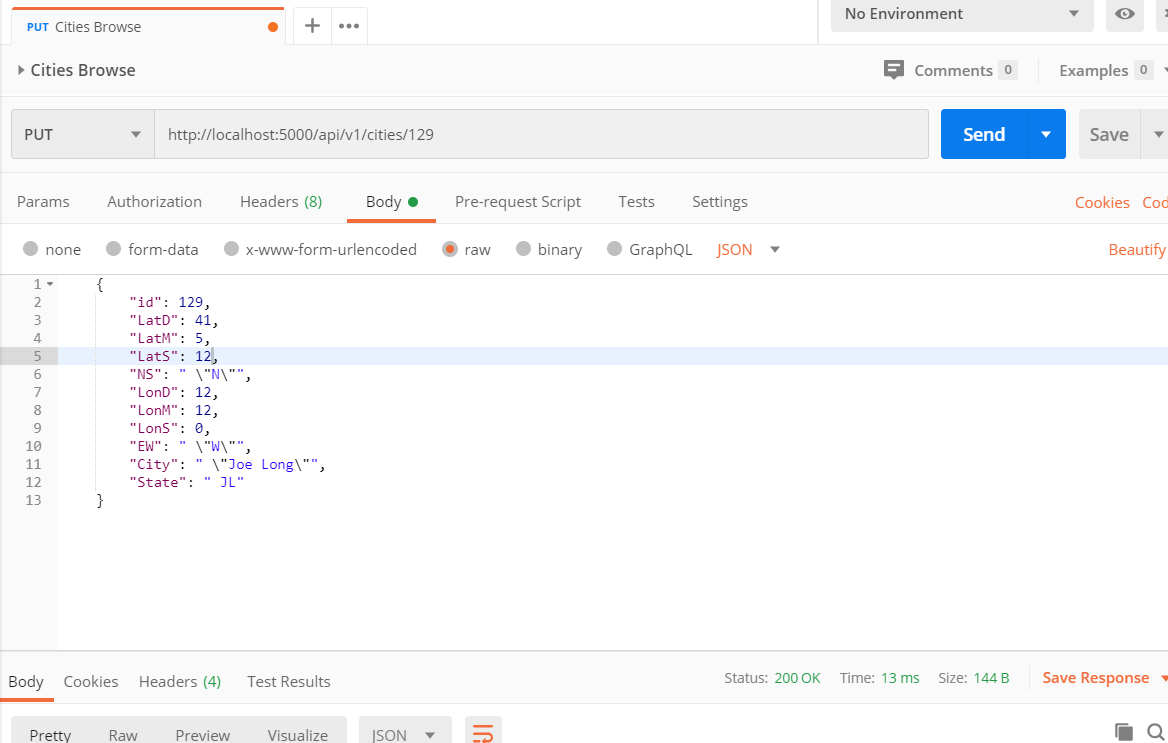 PUT Cities Browse + ••• No Environment
Cities Browse Comments 0 Examples 0
PUT http://localhost:5000/api/v1/cities/129 Send Save
Params Authorization Headers (8) Body Pre-request Script Tests Settings Cookies Cod
none form-data x-www-form-urlencoded raw binary GraphQL JSON Beautify
1 {
2 "id": 129,
3 "LatD": 41,
4 "LatM": 5,
5 "LatS": 12,
6 "NS": " \"N\"",
7 "LonD": 12,
8 "LonM": 12,
9 "LonS": 0,
10 "EW": " \"W\"",
11 "City": " \"Joe Long\"",
12 "State": " JL"
13 }
Body Cookies Headers (4) Test Results Status: 200 OK Time: 13 ms Size: 144 B Save Response
Pretty Raw Preview Visualize JSON